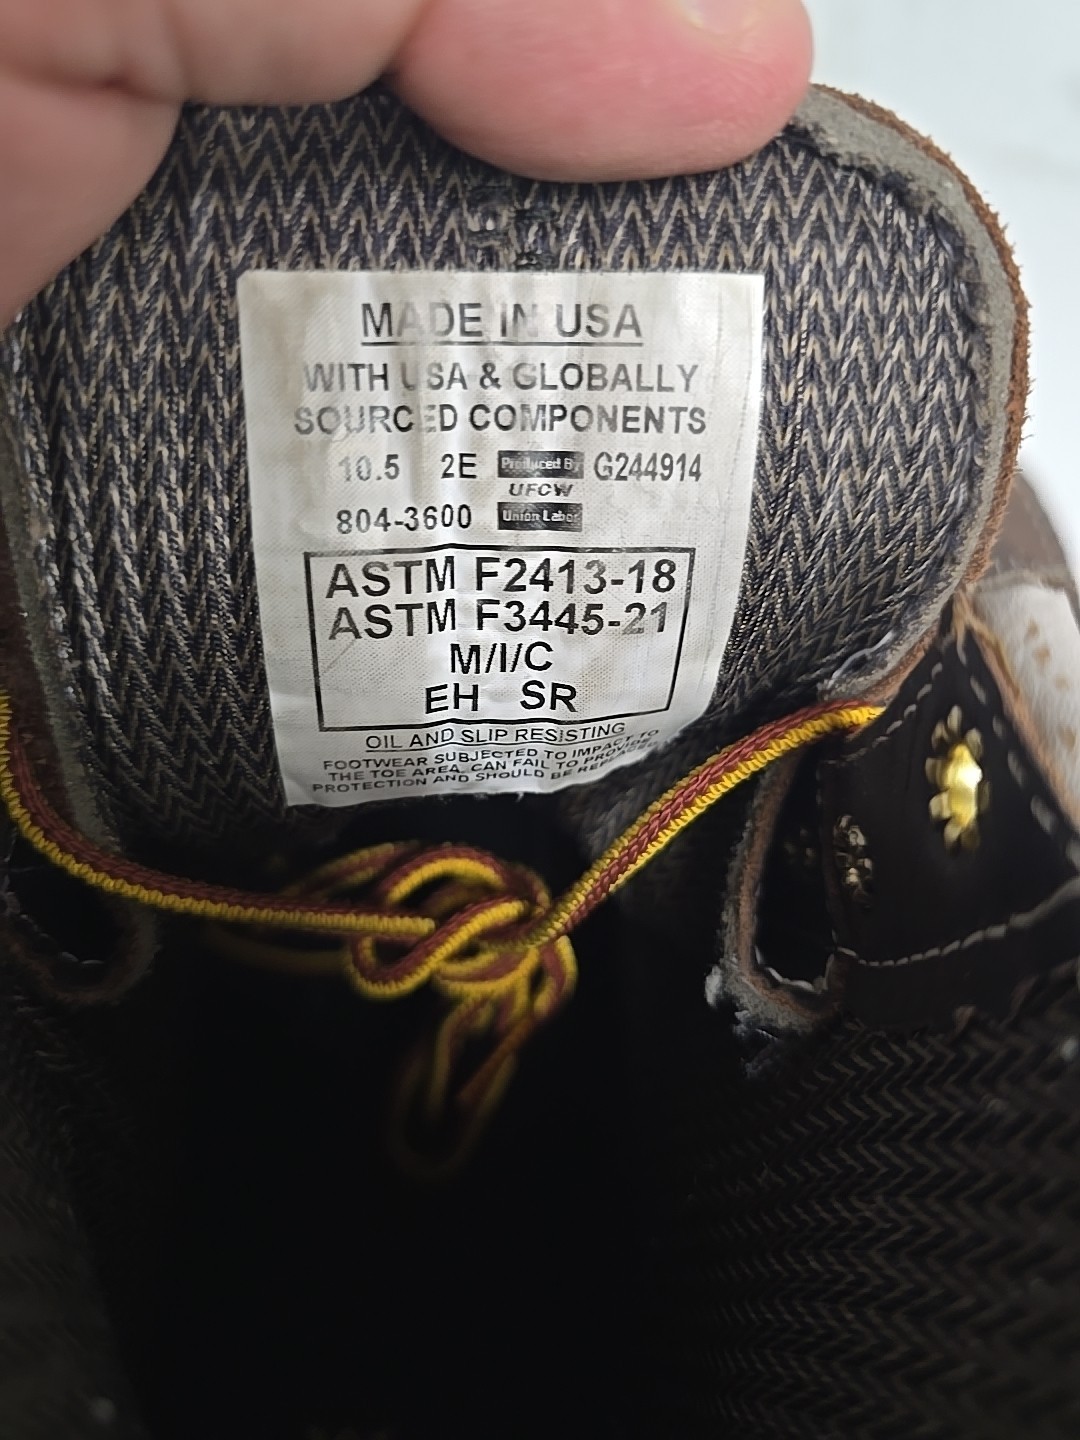 MADE IN USA
WITH USA & GLOBALLY
SOURCED COMPONENTS
10.5 2E Produced By G244914
UFCW
804-3600 Union Labor
ASTM F2413-18
ASTM F3445-21
M/I/C
EH SR
OIL AND SLIP RESISTING
FOOTWEAR SUBJECTED TO IMPACT TO
THE TOE AREA, CAN FAIL TO PROVIDE
PROTECTION AND SHOULD BE REPLACED